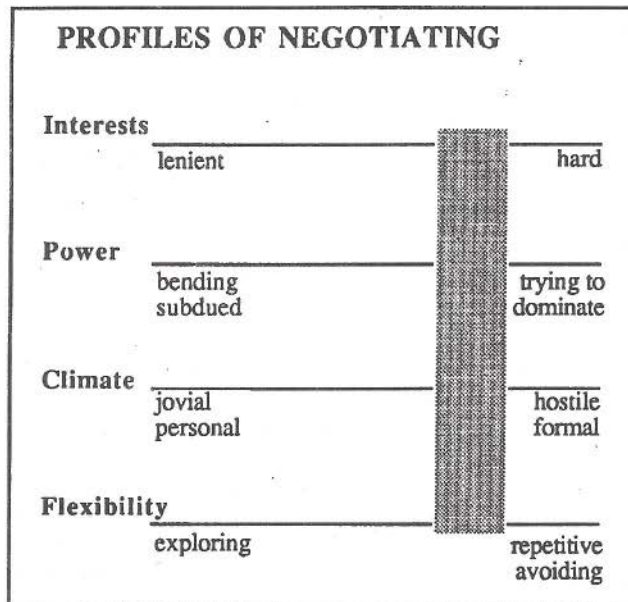 PROFILES OF NEGOTIATING
Interests
lenient
hard
Power
bending
subdued
trying to
dominate
Climate
jovial
personal
hostile
formal
Flexibility
exploring
repetitive
avoiding